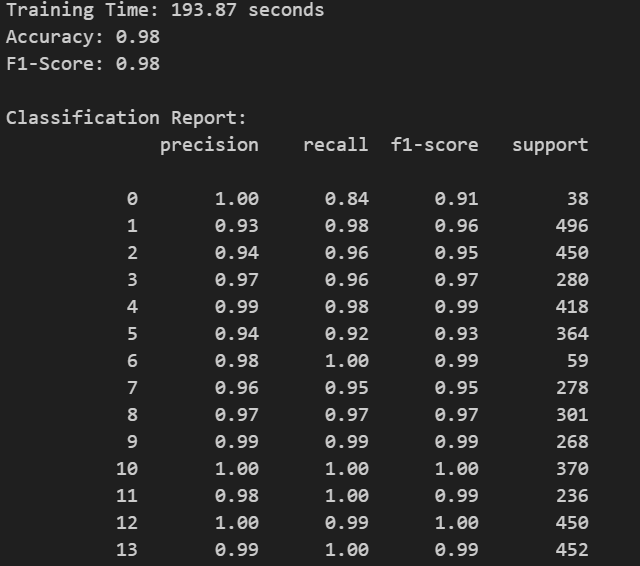 Training Time: 193.87 seconds
Accuracy: 0.98
F1-Score: 0.98
Classification Report:
precision recall f1-score support
0 1.00 0.84 0.91 38
1 0.93 0.98 0.96 496
2 0.94 0.96 0.95 450
3 0.97 0.96 0.97 280
4 0.99 0.98 0.99 418
5 0.94 0.92 0.93 364
6 0.98 1.00 0.99 59
7 0.96 0.95 0.95 278
8 0.97 0.97 0.97 301
9 0.99 0.99 0.99 268
10 1.00 1.00 1.00 370
11 0.98 1.00 0.99 236
12 1.00 0.99 1.00 450
13 0.99 1.00 0.99 452